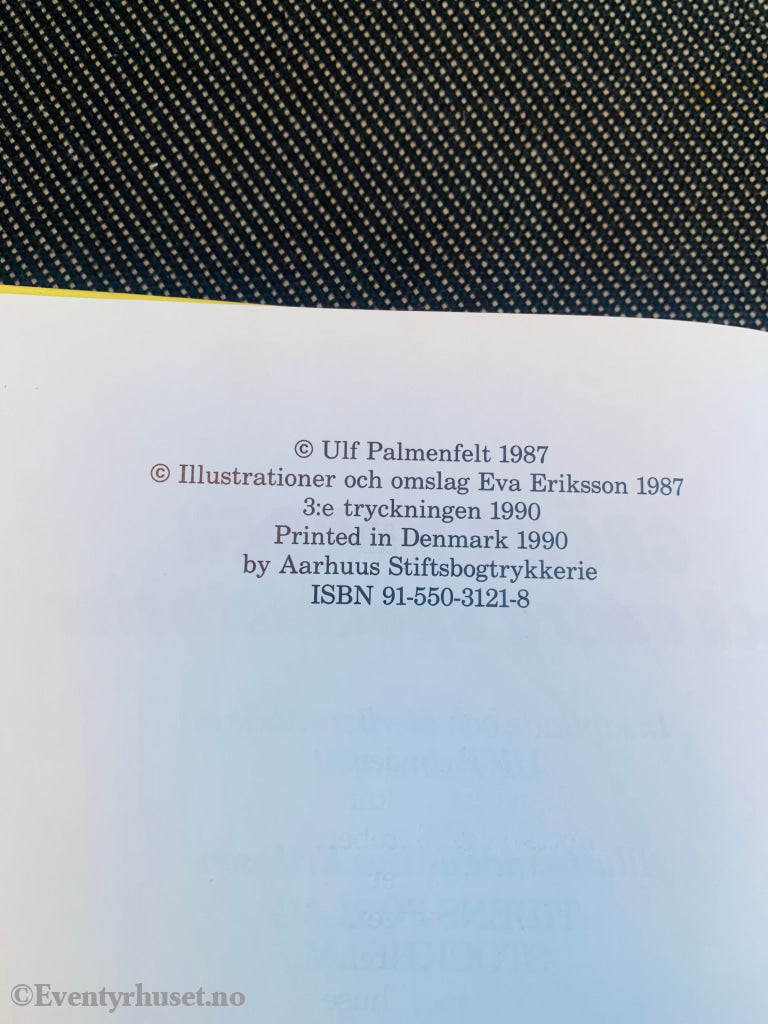 © Ulf Palmenfelt 1987
© Illustrationer och omslag Eva Eriksson 1987
3:e tryckningen 1990
Printed in Denmark 1990
by Aarhuus Stiftsbogtrykkerie
ISBN 91-550-3121-8
©Eventyrhuset.no